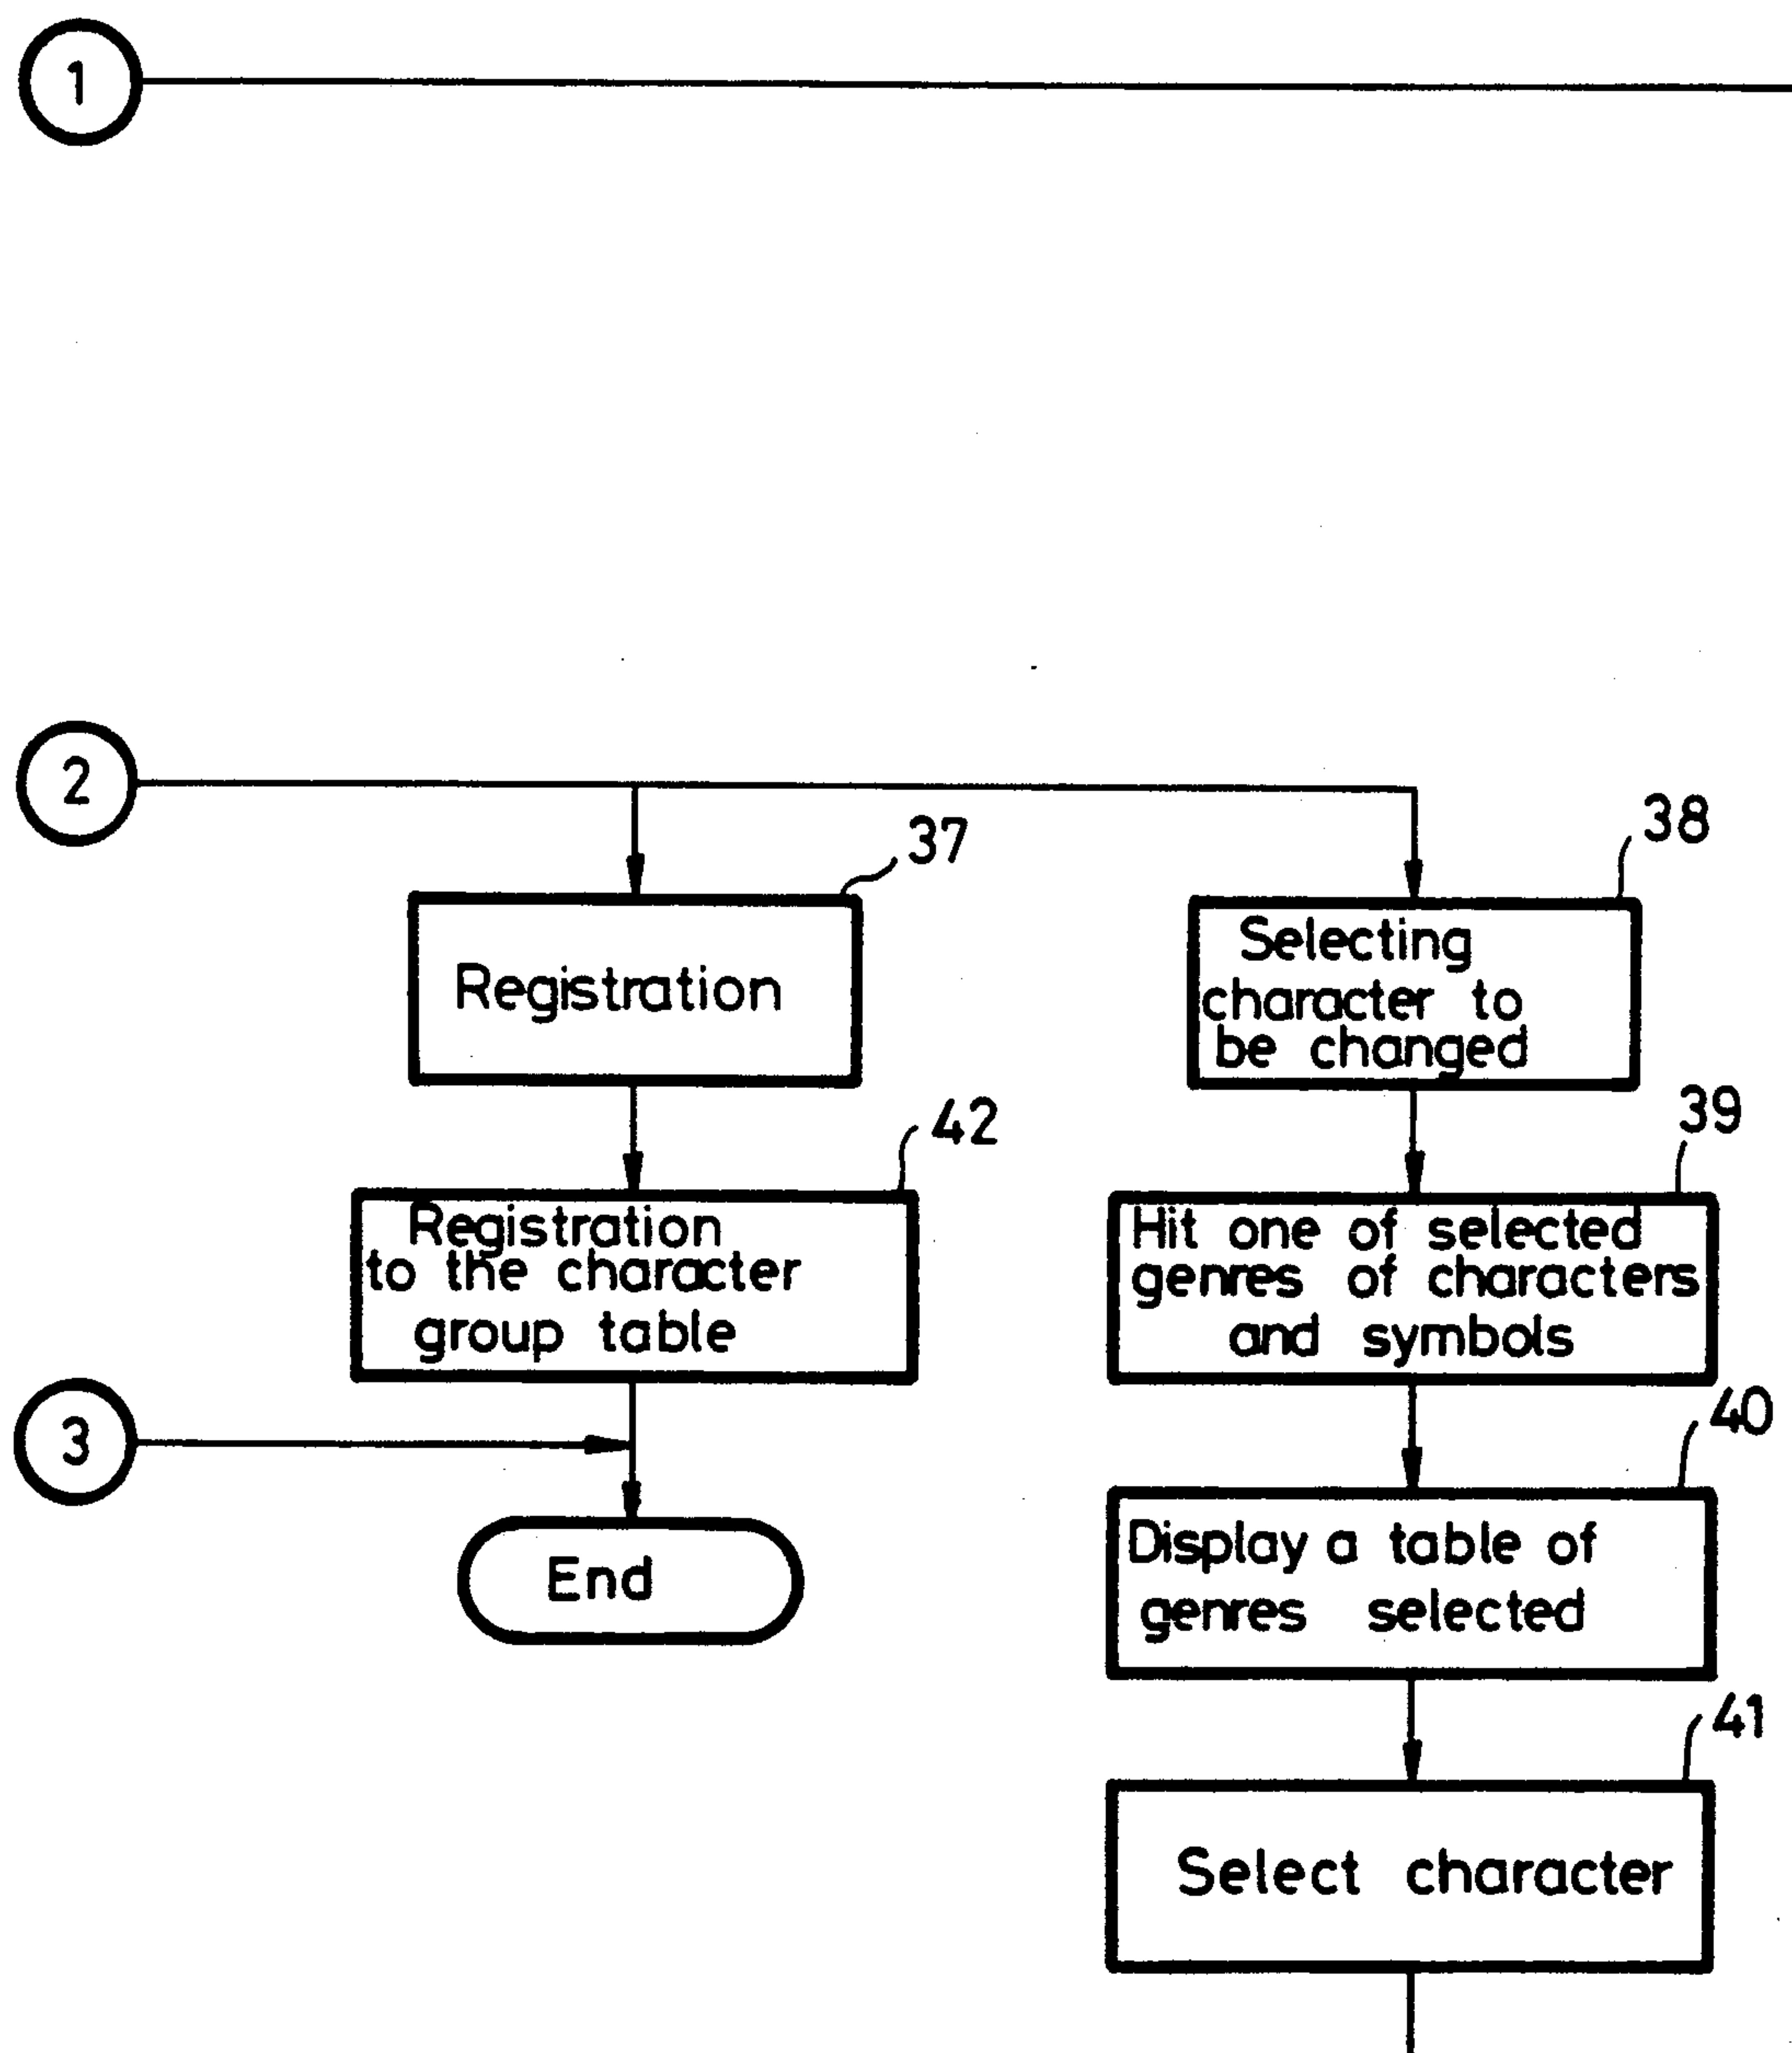 1
2
37
Registration
42
Registration
to the character
group table
3
End
38
Selecting
character to
be changed
39
Hit one of selected
genres of characters
and symbols
40
Display a table of
genres selected
41
Select character